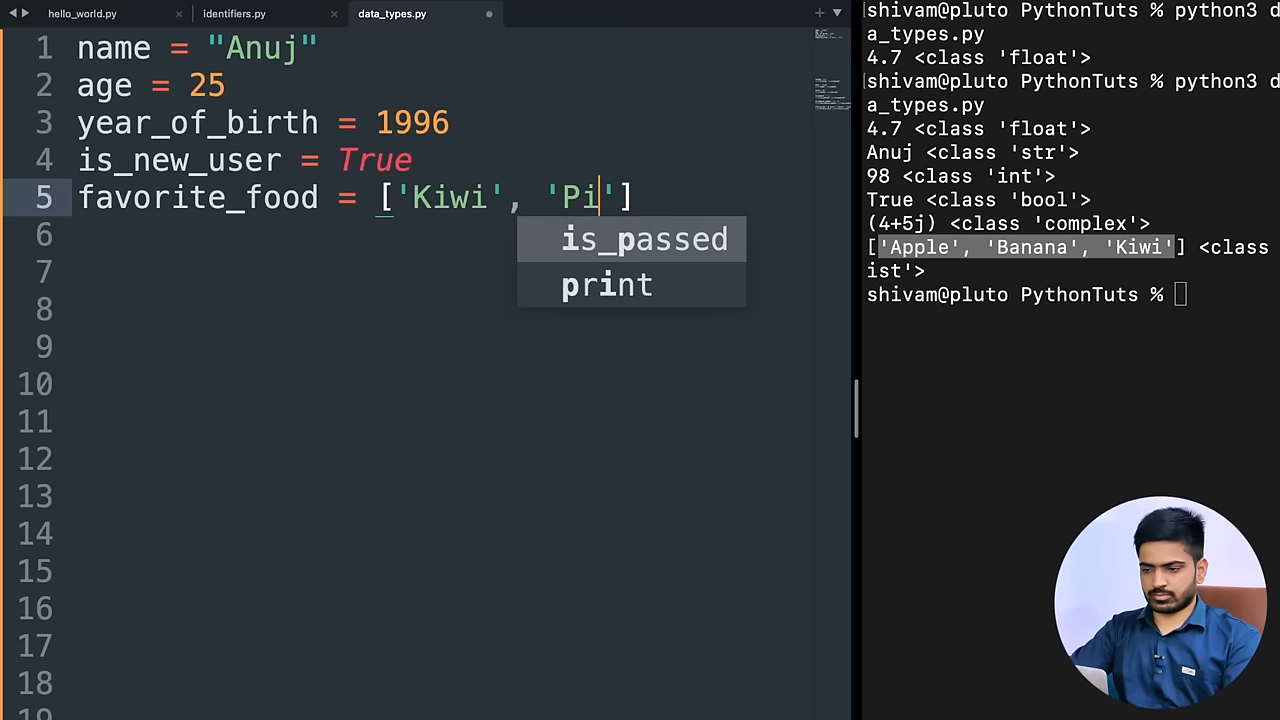 hello_world.py
identifiers.py
data_types.py
1 name = "Anuj"
2 age = 25
3 year_of_birth = 1996
4 is_new_user = True
5 favorite_food = ['Kiwi', 'Pi']
is_passed
print
6
7
8
9
10
11
12
13
14
15
16
17
18
19
shivam@pluto PythonTuts % python3 d
a_types.py
4.7 <class 'float'>
shivam@pluto PythonTuts % python3 d
a_types.py
4.7 <class 'float'>
Anuj <class 'str'>
98 <class 'int'>
True <class 'bool'>
(4+5j) <class 'complex'>
['Apple', 'Banana', 'Kiwi'] <class
ist'>
shivam@pluto PythonTuts %